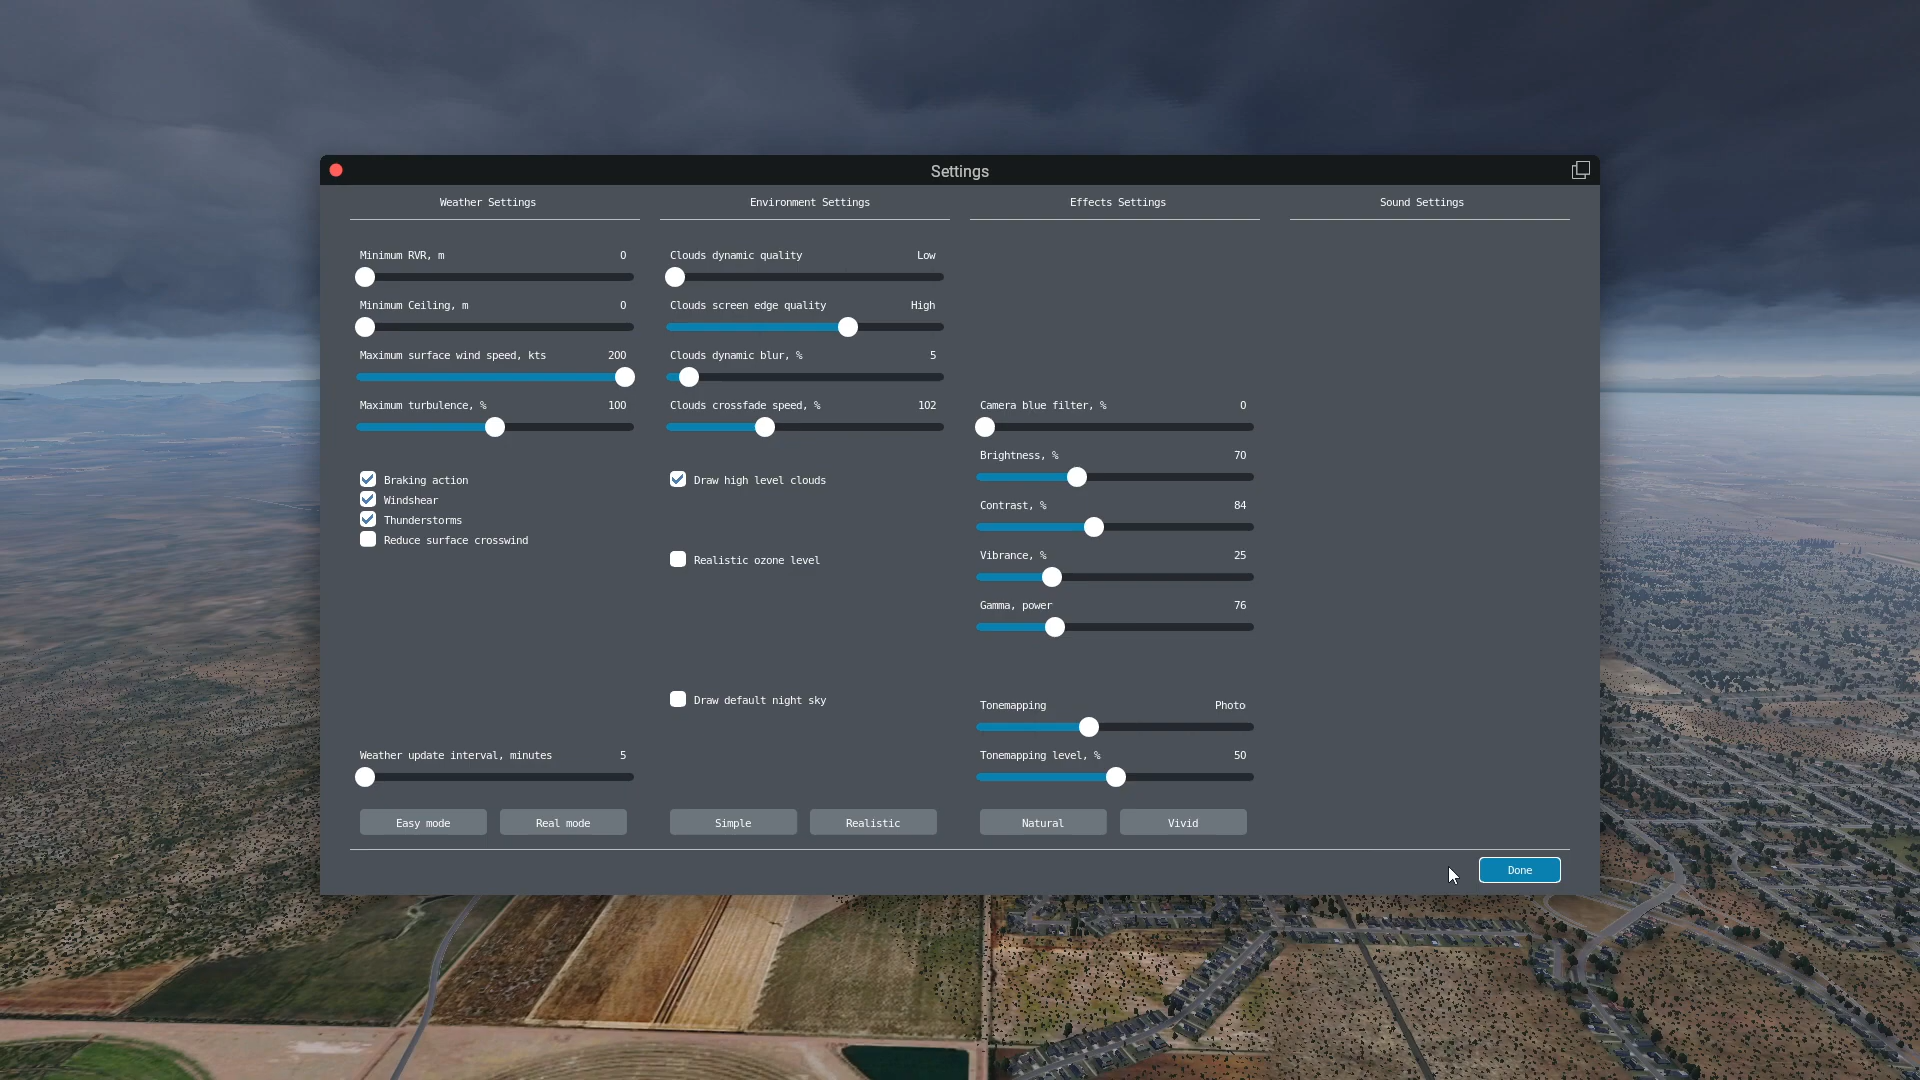 Settings
Weather Settings
Minimum RVR, m 0
Minimum Ceiling, m 0
Maximum surface wind speed, kts 200
Maximum turbulence, % 100
Braking action
Windshear
Thunderstorms
Reduce surface crosswind
Weather update interval, minutes 5
Easy mode
Real mode
Environment Settings
Clouds dynamic quality Low
Clouds screen edge quality High
Clouds dynamic blur, % 5
Clouds crossfade speed, % 102
Draw high level clouds
Realistic ozone level
Draw default night sky
Simple
Realistic
Effects Settings
Camera blue filter, % 0
Brightness, % 70
Contrast, % 84
Vibrance, % 25
Gamma, power 76
Tonemapping Photo
Tonemapping level, % 50
Natural
Vivid
Sound Settings
Done